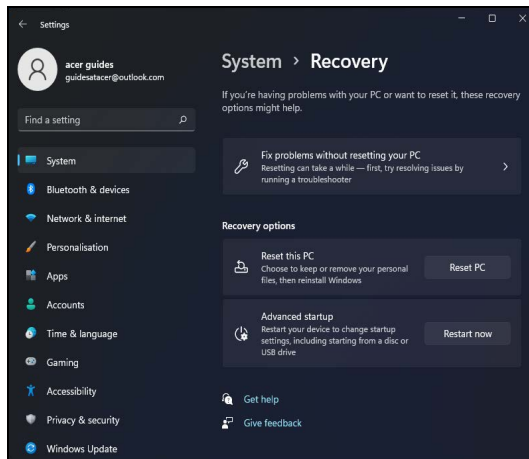 Settings
acer guides
guidesatacer@outlook.com
Find a setting
System
Bluetooth & devices
Network & internet
Personalisation
Apps
Accounts
Time & language
Gaming
Accessibility
Privacy & security
Windows Update
System > Recovery
If you're having problems with your PC or want to reset it, these recovery
options might help.
Fix problems without resetting your PC
Resetting can take a while — first, try resolving issues by
running a troubleshooter
Recovery options
Reset this PC
Choose to keep or remove your personal
files, then reinstall Windows
Reset PC
Advanced startup
Restart your device to change startup
settings, including starting from a disc or
USB drive
Restart now
Get help
Give feedback